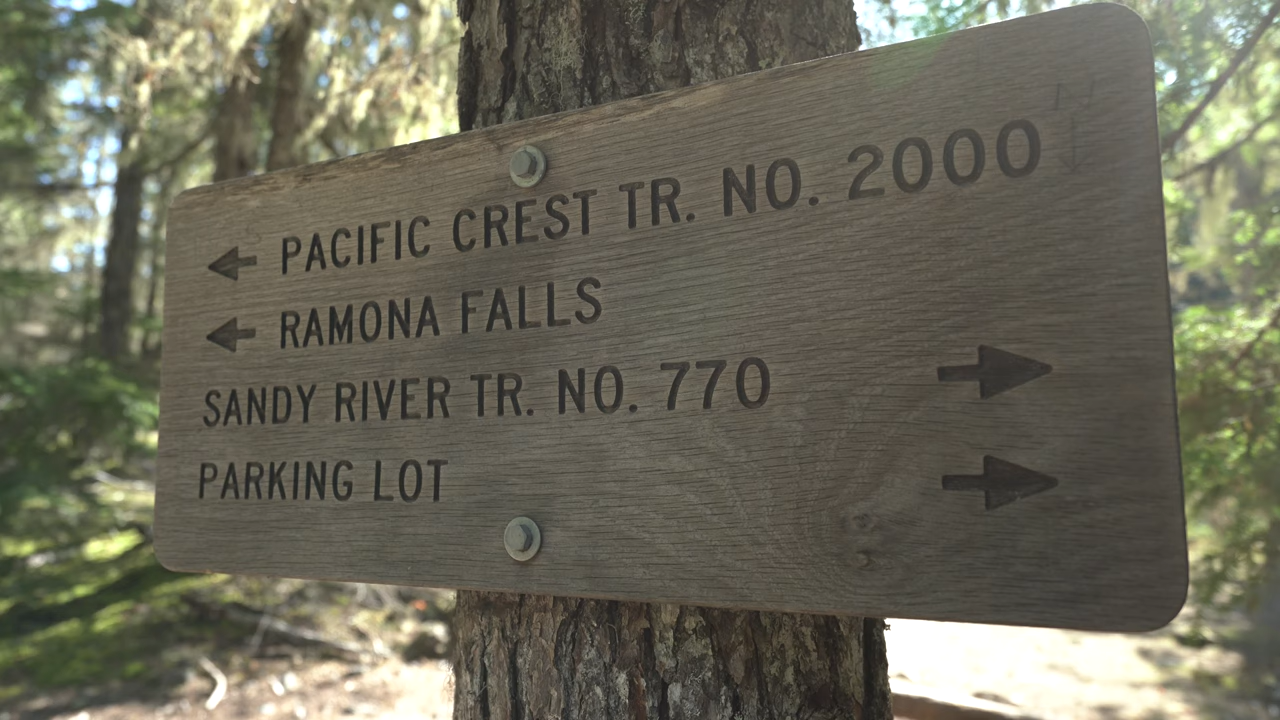 PACIFIC CREST TR. NO. 2000
RAMONA FALLS
SANDY RIVER TR. NO. 770
PARKING LOT